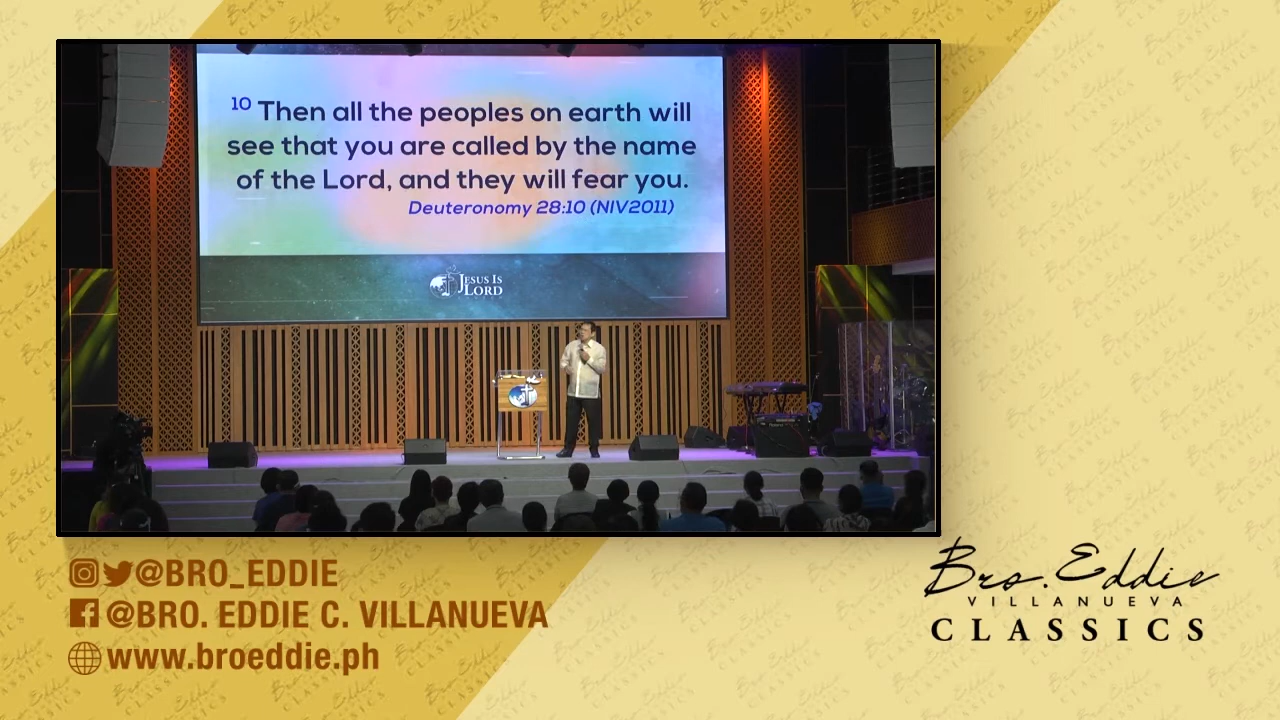 10 Then all the peoples on earth will
see that you are called by the name
of the Lord, and they will fear you.
Deuteronomy 28:10 (NIV2011)
JESUS IS
LORD
@BRO_EDDIE
@BRO. EDDIE C. VILLANUEVA
www.broeddie.ph
Bro. Eddie
VILLANUEVA
CLASSICS